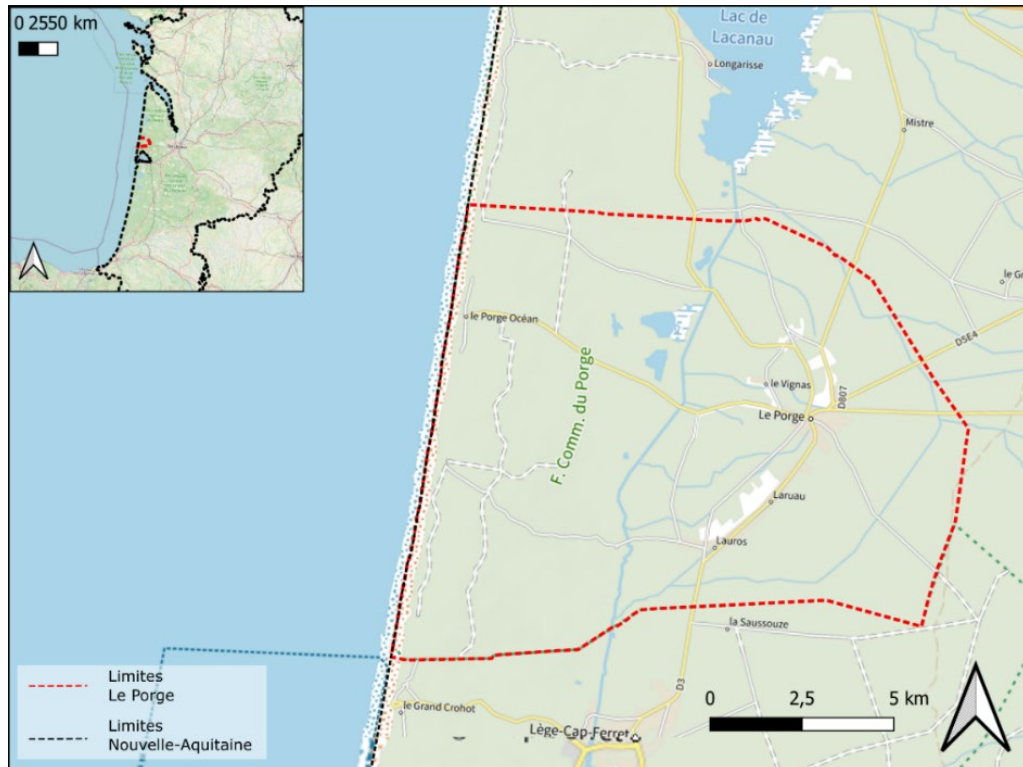 0 2550 km
Lac de
Lacanau
Longarisse
Mistre
le Porge Océan
D5E4
F. Comm. du Porge
le Vignas
D807
Le Porge
Laruau
Lauros
la Saussouze
D3
le Grand Crohot
Lège-Cap-Ferret
Limites
Le Porge
Limites
Nouvelle-Aquitaine
0 2,5 5 km